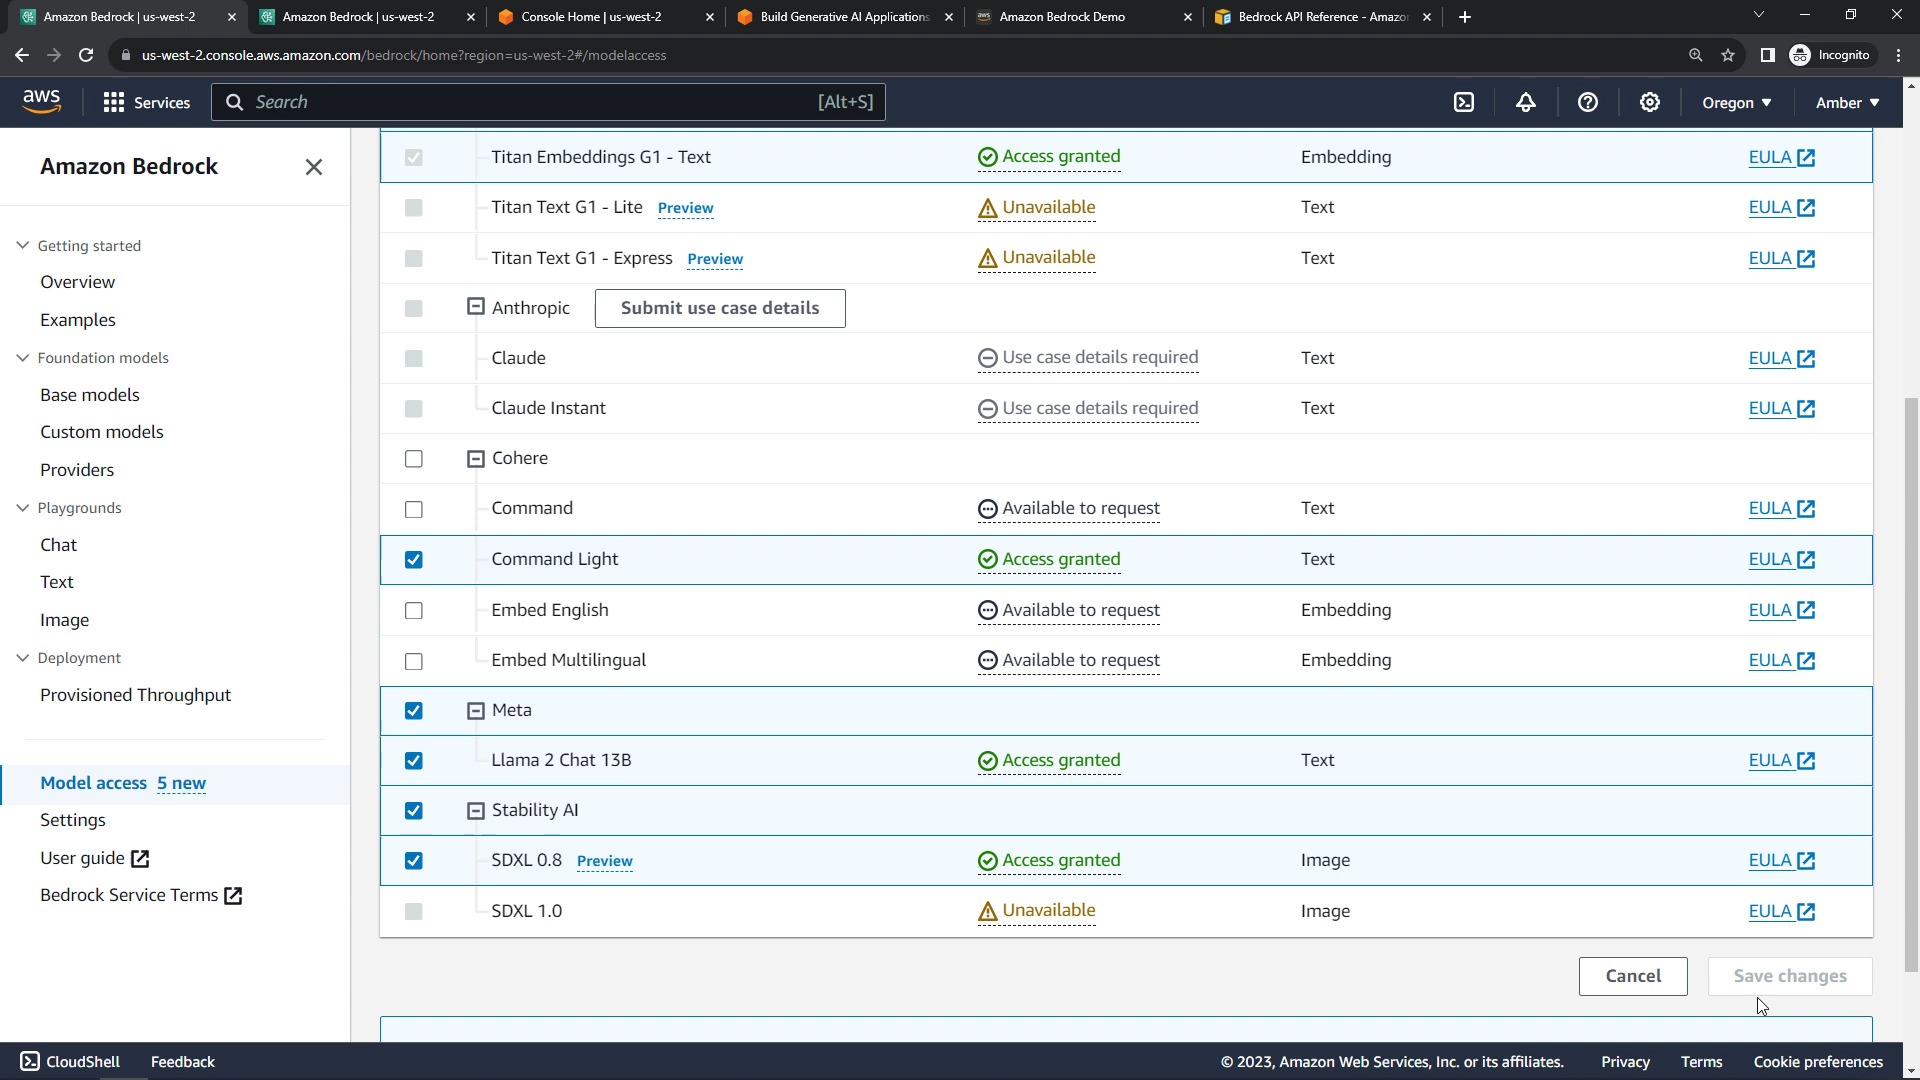 Amazon Bedrock | us-west-2
Amazon Bedrock | us-west-2
Console Home | us-west-2
Build Generative AI Applications
Amazon Bedrock Demo
Bedrock API Reference - Amazo
us-west-2.console.aws.amazon.com/bedrock/home?region=us-west-2#/modelaccess
Incognito
aws
Services
Search
[Alt+S]
Oregon
Amber
Amazon Bedrock
Getting started
Overview
Examples
Foundation models
Base models
Custom models
Providers
Playgrounds
Chat
Text
Image
Deployment
Provisioned Throughput
Model access 5 new
Settings
User guide
Bedrock Service Terms
Titan Embeddings G1 - Text Access granted Embedding EULA
Titan Text G1 - Lite Preview Unavailable Text EULA
Titan Text G1 - Express Preview Unavailable Text EULA
Anthropic Submit use case details
Claude Use case details required Text EULA
Claude Instant Use case details required Text EULA
Cohere
Command Available to request Text EULA
Command Light Access granted Text EULA
Embed English Available to request Embedding EULA
Embed Multilingual Available to request Embedding EULA
Meta
Llama 2 Chat 13B Access granted Text EULA
Stability AI
SDXL 0.8 Preview Access granted Image EULA
SDXL 1.0 Unavailable Image EULA
Cancel Save changes
CloudShell Feedback © 2023, Amazon Web Services, Inc. or its affiliates. Privacy Terms Cookie preferences